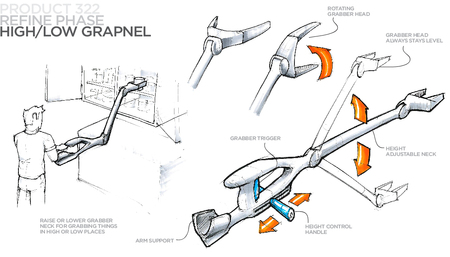 PRODUCT 322
REFINE PHASE
HIGH/LOW GRAPNEL
ROTATING
GRABBER HEAD
GRABBER HEAD
ALWAYS STAYS LEVEL
GRABBER TRIGGER
HEIGHT
ADJUSTABLE NECK
RAISE OR LOWER GRABBER
NECK FOR GRABBING THINGS
IN HIGH OR LOW PLACES
ARM SUPPORT
HEIGHT CONTROL
HANDLE